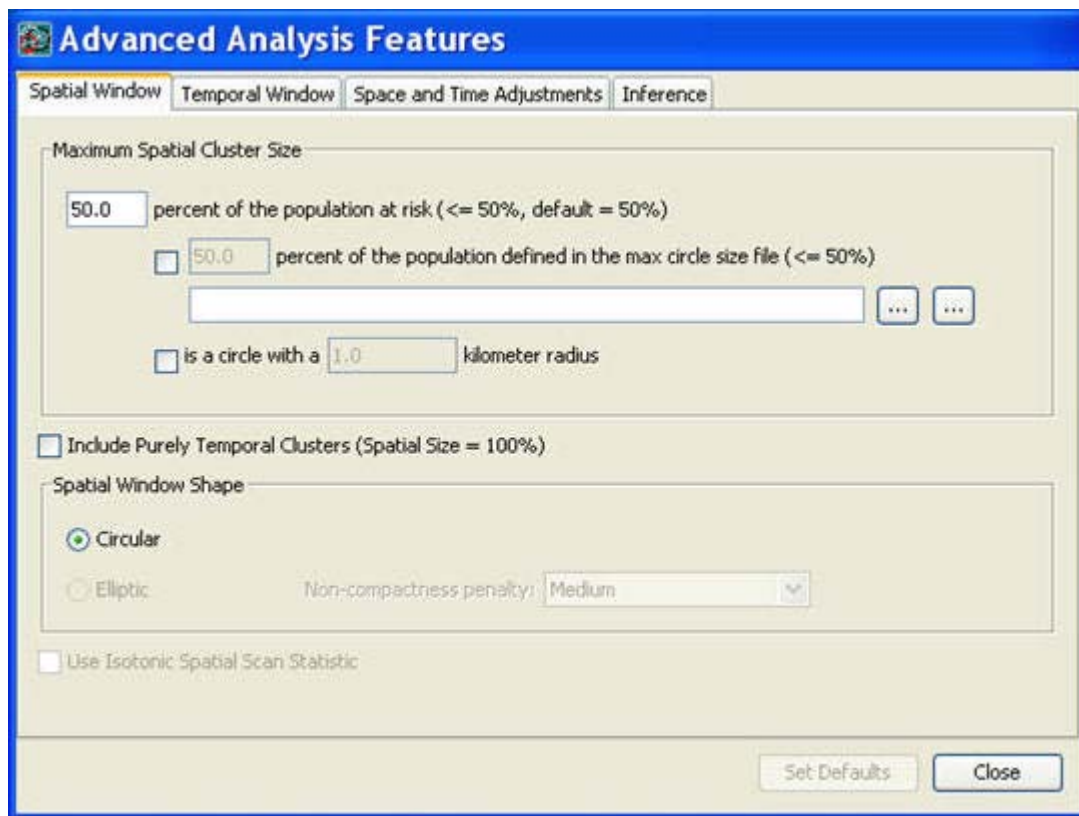 Advanced Analysis Features
Spatial Window Temporal Window Space and Time Adjustments Inference
Maximum Spatial Cluster Size
50.0 percent of the population at risk (<= 50%, default = 50%)
50.0 percent of the population defined in the max circle size file (<= 50%)
... ...
is a circle with a 1.0 kilometer radius
Include Purely Temporal Clusters (Spatial Size = 100%)
Spatial Window Shape
Circular
Elliptic Non-compactness penalty: Medium
Use Isotonic Spatial Scan Statistic
Set Defaults Close